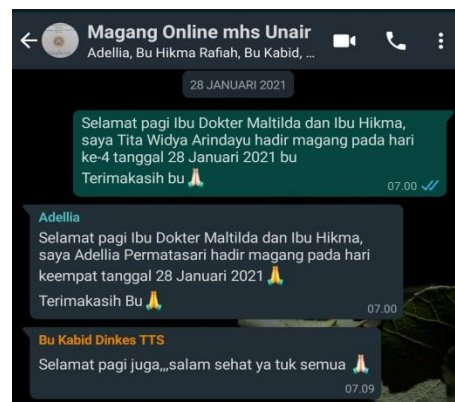 Magang Online mhs Unair
Adellia, Bu Hikma Rafiah, Bu Kabid, ...
28 JANUARI 2021
Selamat pagi Ibu Dokter Maltilda dan Ibu Hikma,
saya Tita Widya Arindayu hadir magang pada hari
ke-4 tanggal 28 Januari 2021 bu
Terimakasih bu 🙏🏻
07.00
Adellia
Selamat pagi Ibu Dokter Maltilda dan Ibu Hikma,
saya Adellia Permatasari hadir magang pada hari
keempat tanggal 28 Januari 2021 🙏
Terimakasih Bu 🙏
07.00
Bu Kabid Dinkes TTS
Selamat pagi juga,,,salam sehat ya tuk semua 🙏🏻
07.09